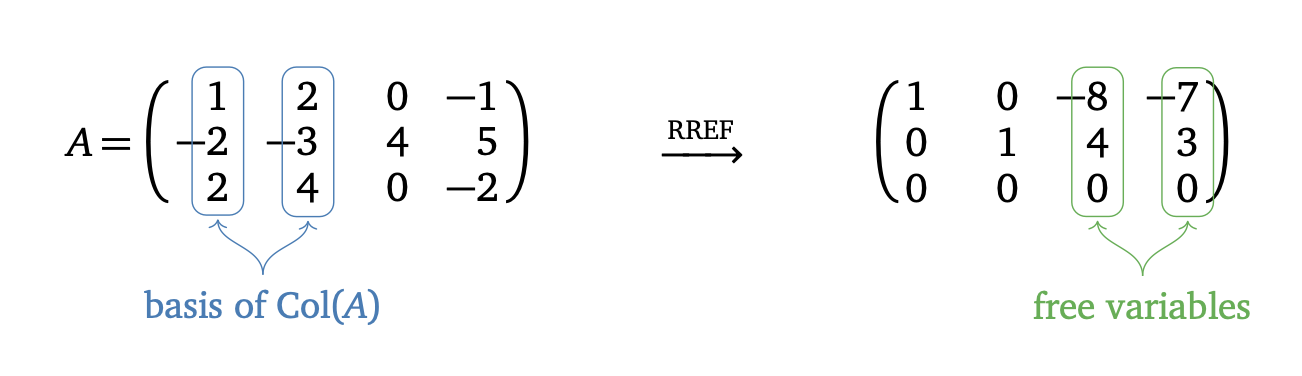 1 2 0 −1 1 0 −8 −7
A = −2 −3 4 5 RREF 0 1 4 3
2 4 0 −2 0 0 0 0
basis of Col(A) free variables